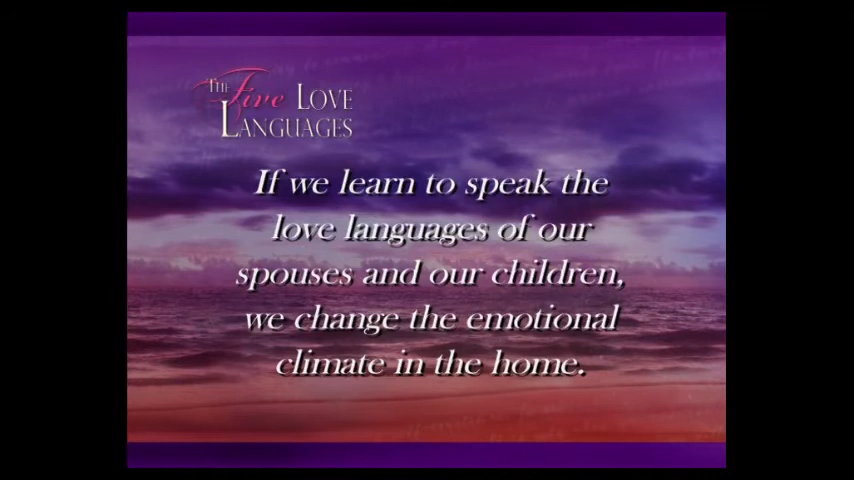 THE Five LOVE
LANGUAGES
If we learn to speak the
love languages of our
spouses and our children,
we change the emotional
climate in the home.